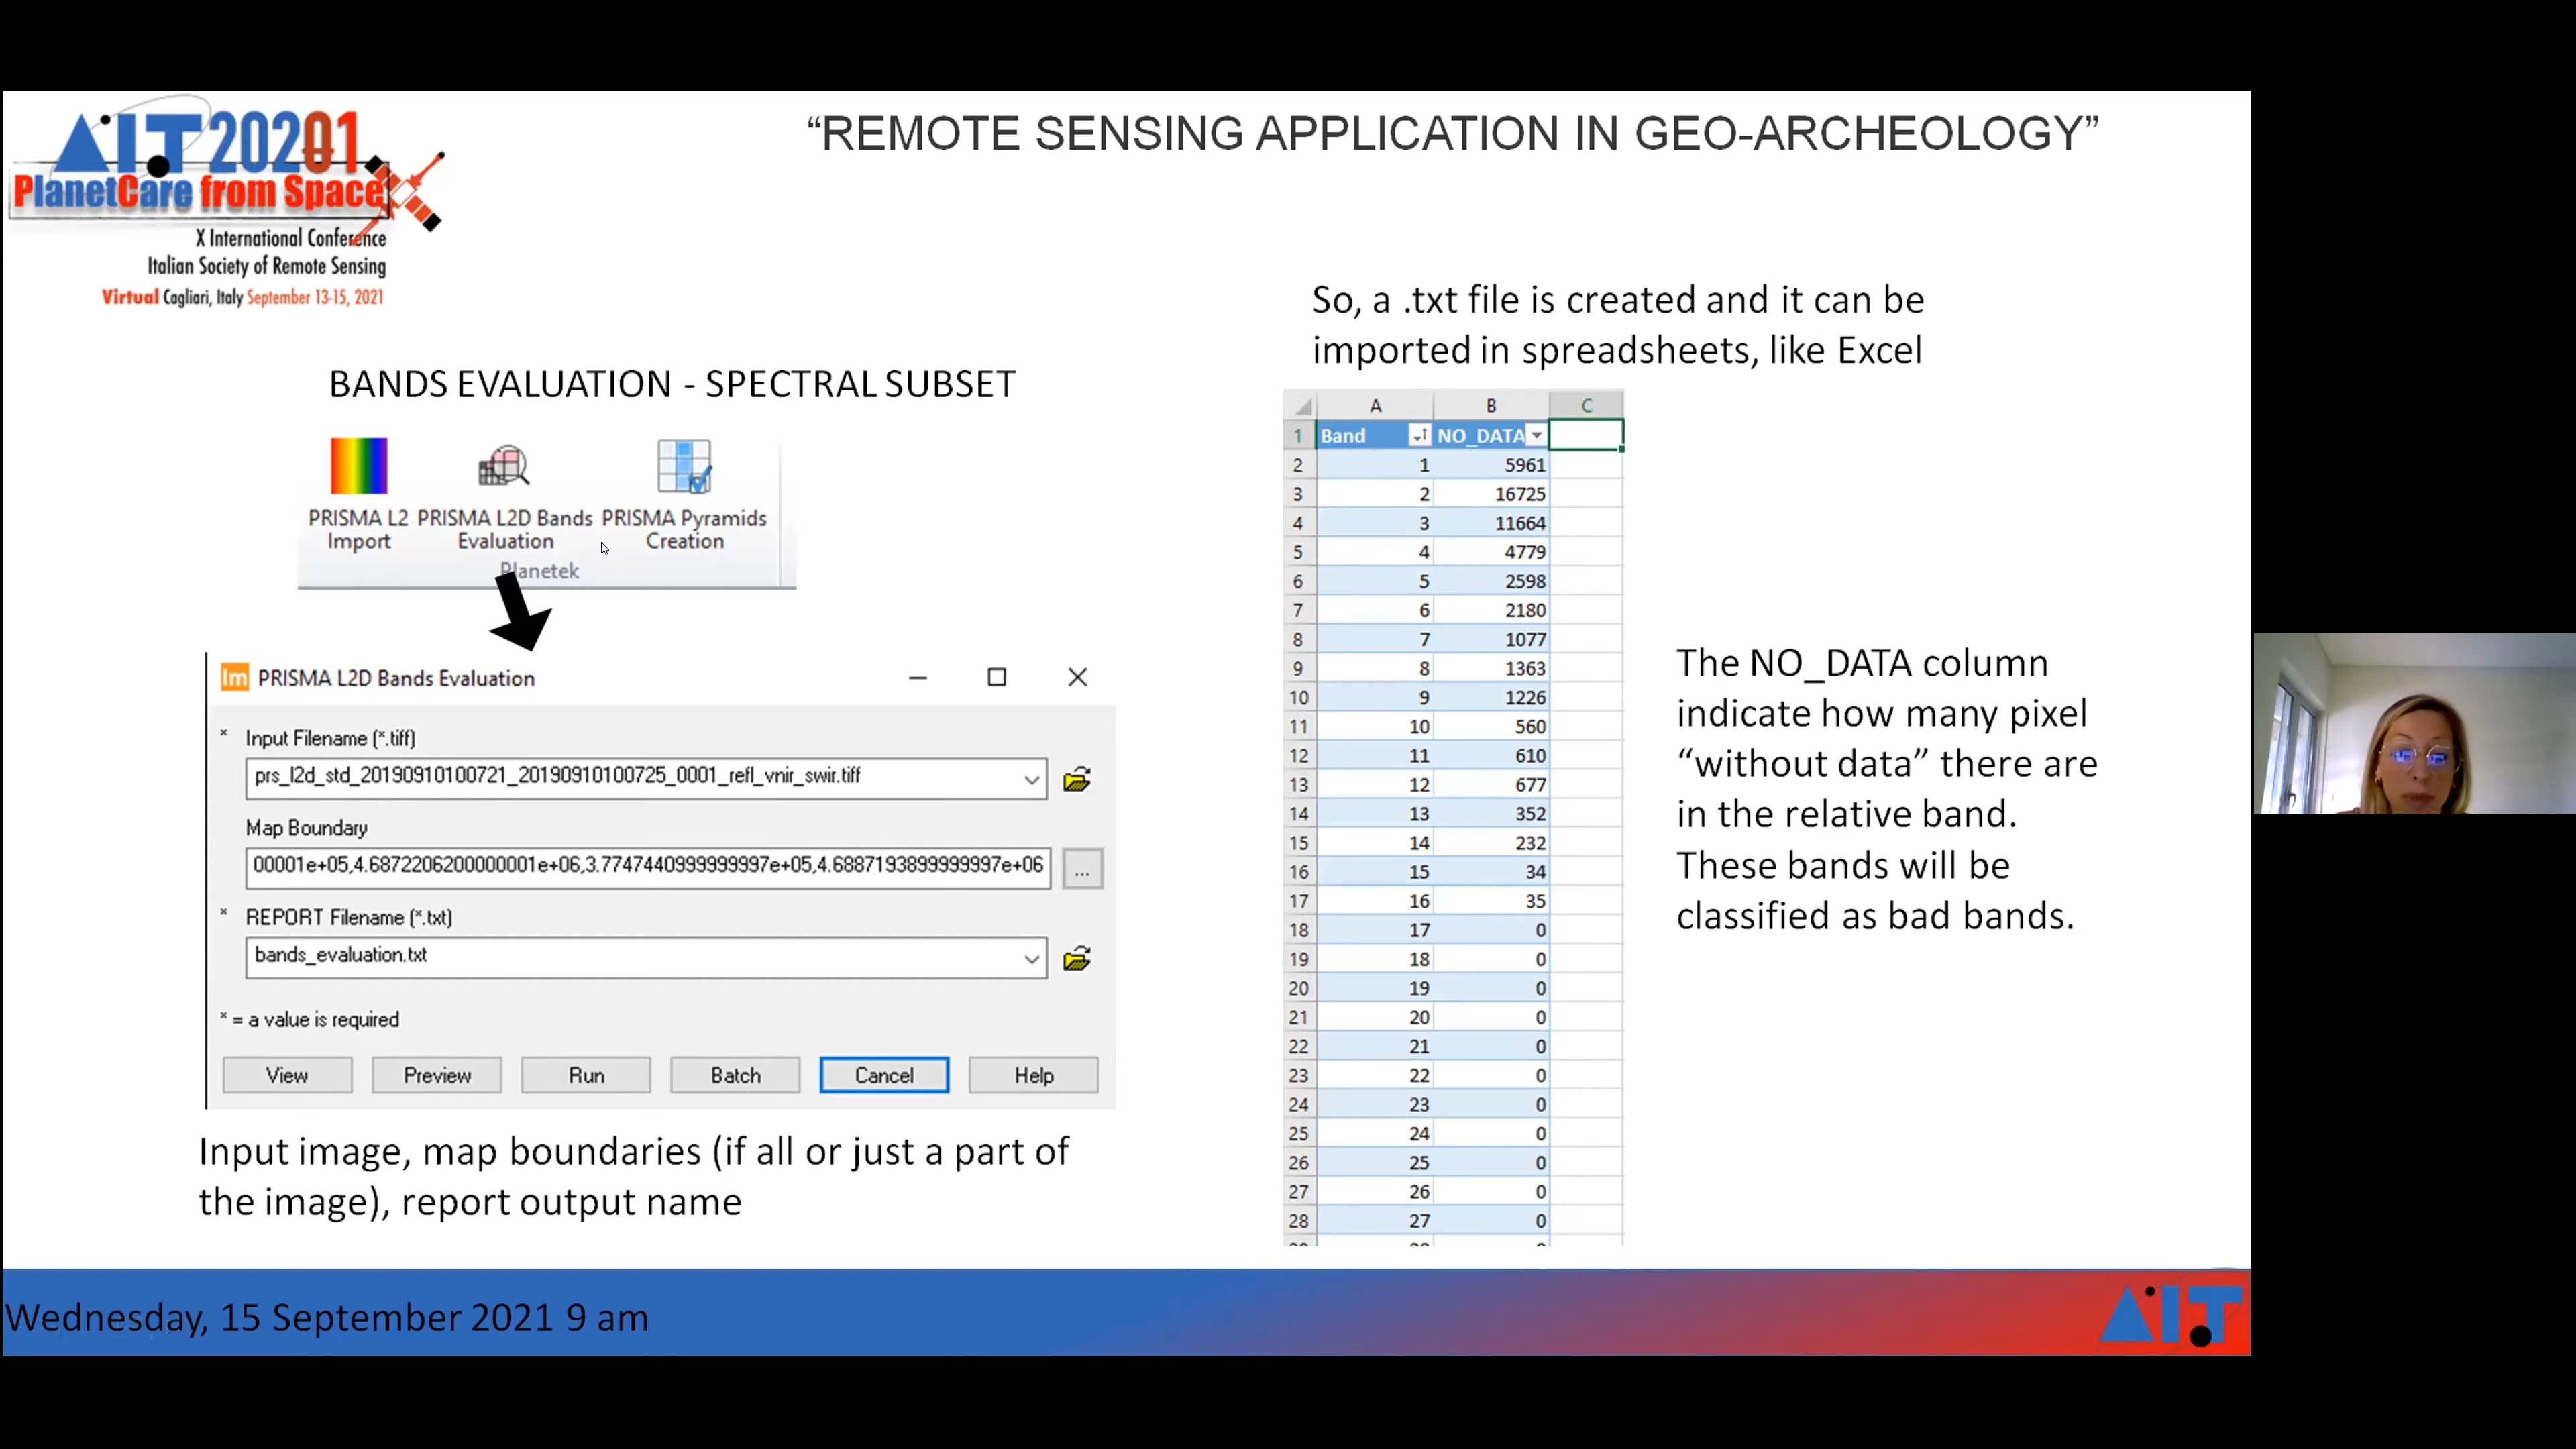 AIT 20201
PlanetCare from Space
X International Conference
Italian Society of Remote Sensing
Virtual Cagliari, Italy September 13-15, 2021
“REMOTE SENSING APPLICATION IN GEO-ARCHEOLOGY”
BANDS EVALUATION - SPECTRAL SUBSET
PRISMA L2 Import
PRISMA L2D Bands Evaluation
PRISMA Pyramids Creation
Planetek
Im PRISMA L2D Bands Evaluation
* Input Filename (*.tiff)
prs_l2d_std_20190910100721_20190910100725_0001_refl_vnir_swir.tiff
Map Boundary
00001e+05,4.6872206200000001e+06,3.7747440999999997e+05,4.6887193899999997e+06
...
* REPORT Filename (*.txt)
bands_evaluation.txt
* = a value is required
View Preview Run Batch Cancel Help
Input image, map boundaries (if all or just a part of
the image), report output name
So, a .txt file is created and it can be
imported in spreadsheets, like Excel
A B C
1 Band NO_DATA
2 1 5961
3 2 16725
4 3 11664
5 4 4779
6 5 2598
7 6 2180
8 7 1077
9 8 1363
10 9 1226
11 10 560
12 11 610
13 12 677
14 13 352
15 14 232
16 15 34
17 16 35
18 17 0
19 18 0
20 19 0
21 20 0
22 21 0
23 22 0
24 23 0
25 24 0
26 25 0
27 26 0
28 27 0
The NO_DATA column
indicate how many pixel
“without data” there are
in the relative band.
These bands will be
classified as bad bands.
Wednesday, 15 September 2021 9 am
AIT